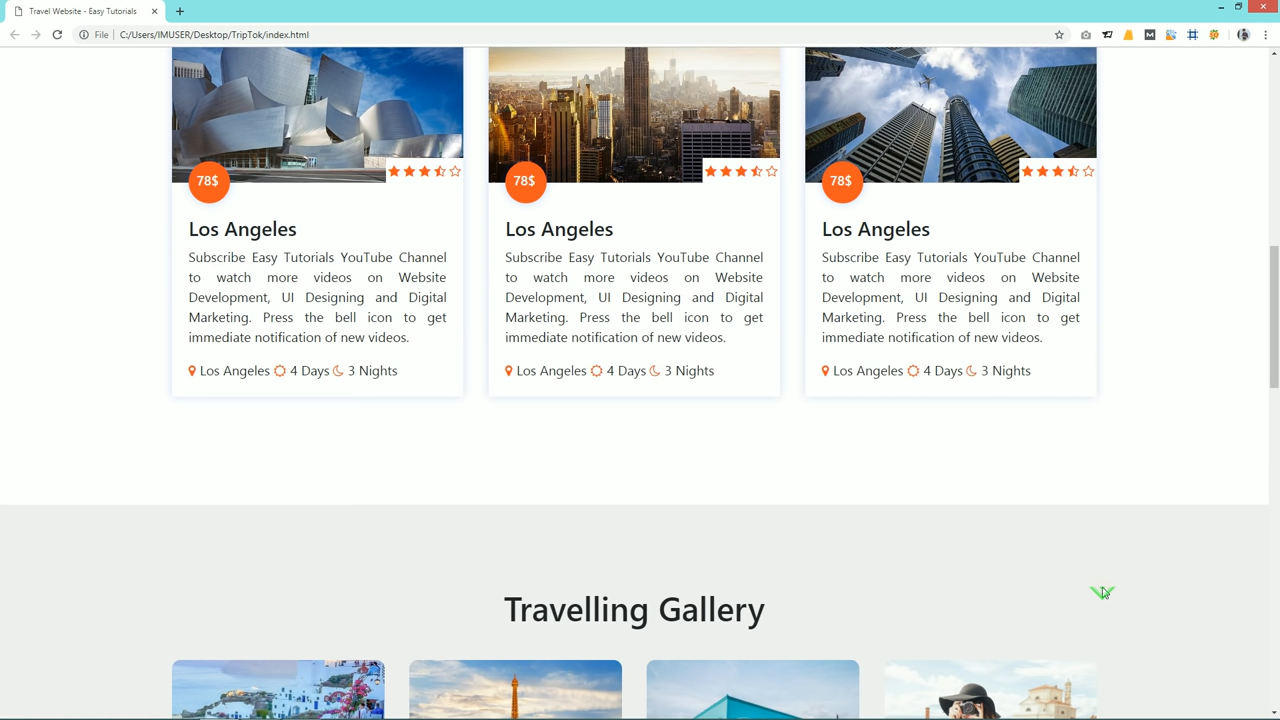 Travel Website - Easy Tutorials
File
C:/Users/IMUSER/Desktop/TripTok/index.html
78$
78$
78$
Los Angeles
Subscribe Easy Tutorials YouTube Channel
to watch more videos on Website
Development, UI Designing and Digital
Marketing. Press the bell icon to get
immediate notification of new videos.
Los Angeles 4 Days 3 Nights
Los Angeles
Subscribe Easy Tutorials YouTube Channel
to watch more videos on Website
Development, UI Designing and Digital
Marketing. Press the bell icon to get
immediate notification of new videos.
Los Angeles 4 Days 3 Nights
Los Angeles
Subscribe Easy Tutorials YouTube Channel
to watch more videos on Website
Development, UI Designing and Digital
Marketing. Press the bell icon to get
immediate notification of new videos.
Los Angeles 4 Days 3 Nights
Travelling Gallery